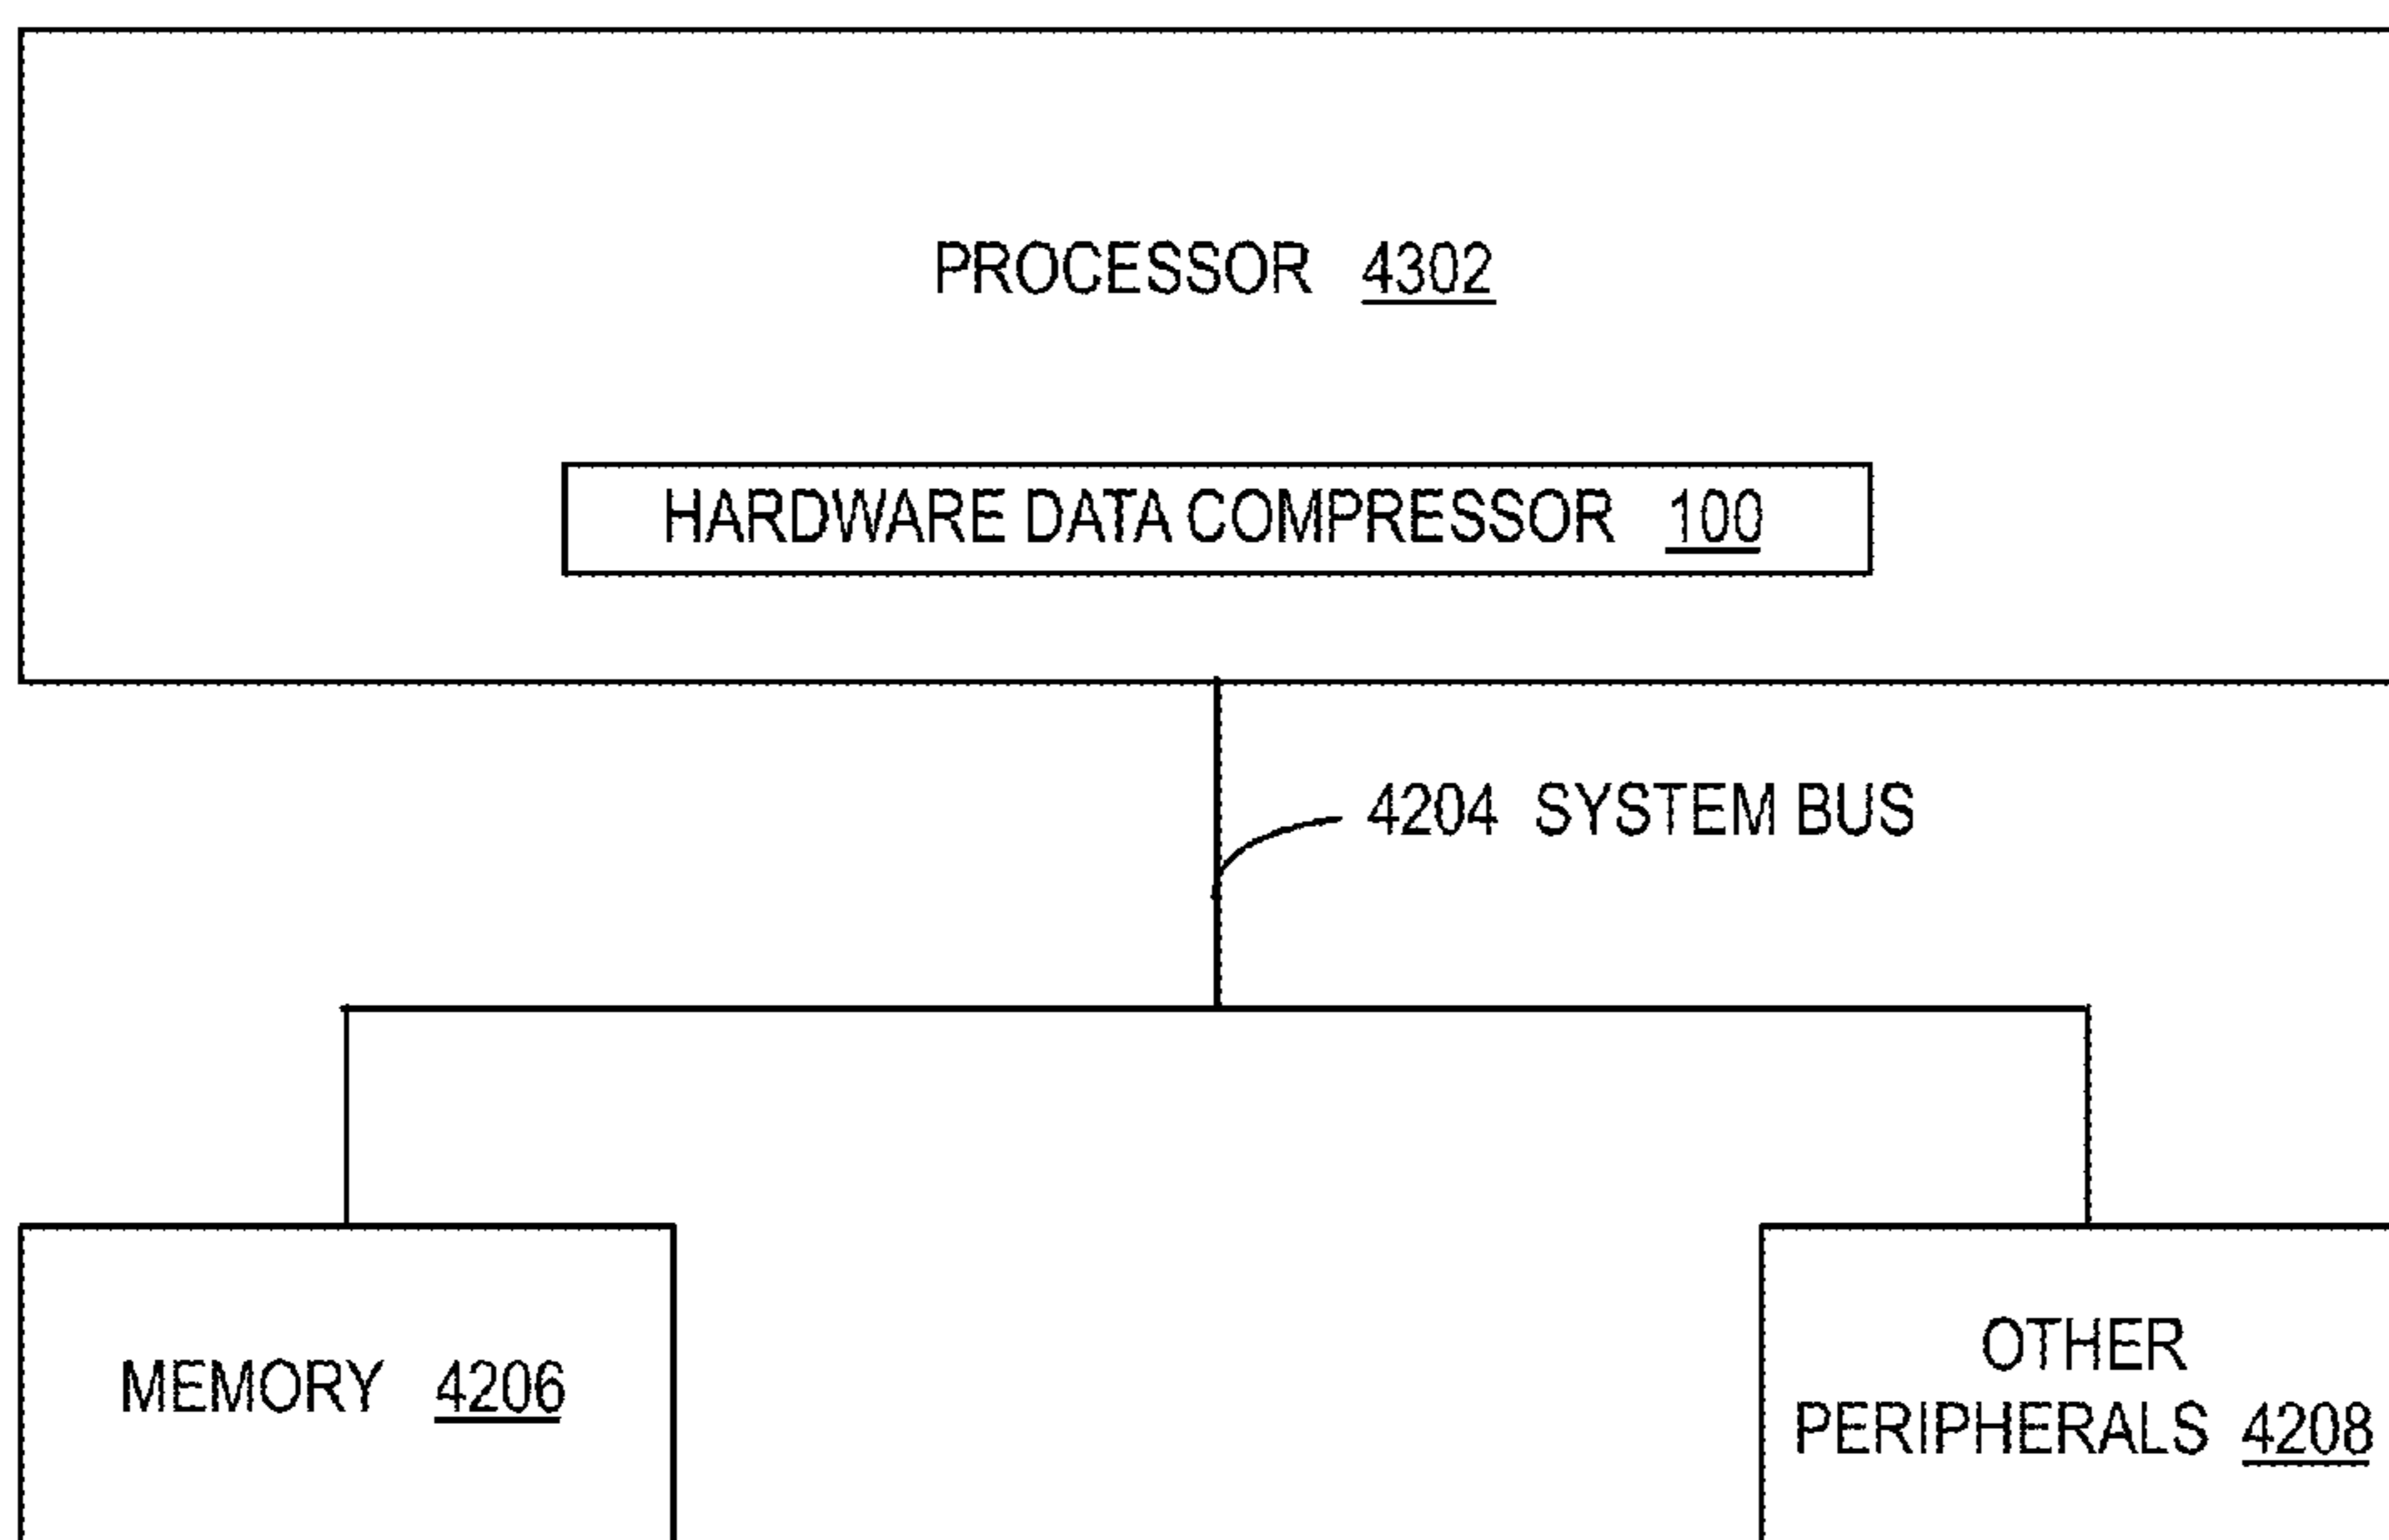 PROCESSOR 4302
HARDWARE DATA COMPRESSOR 100
4204 SYSTEM BUS
MEMORY 4206
OTHER
PERIPHERALS 4208